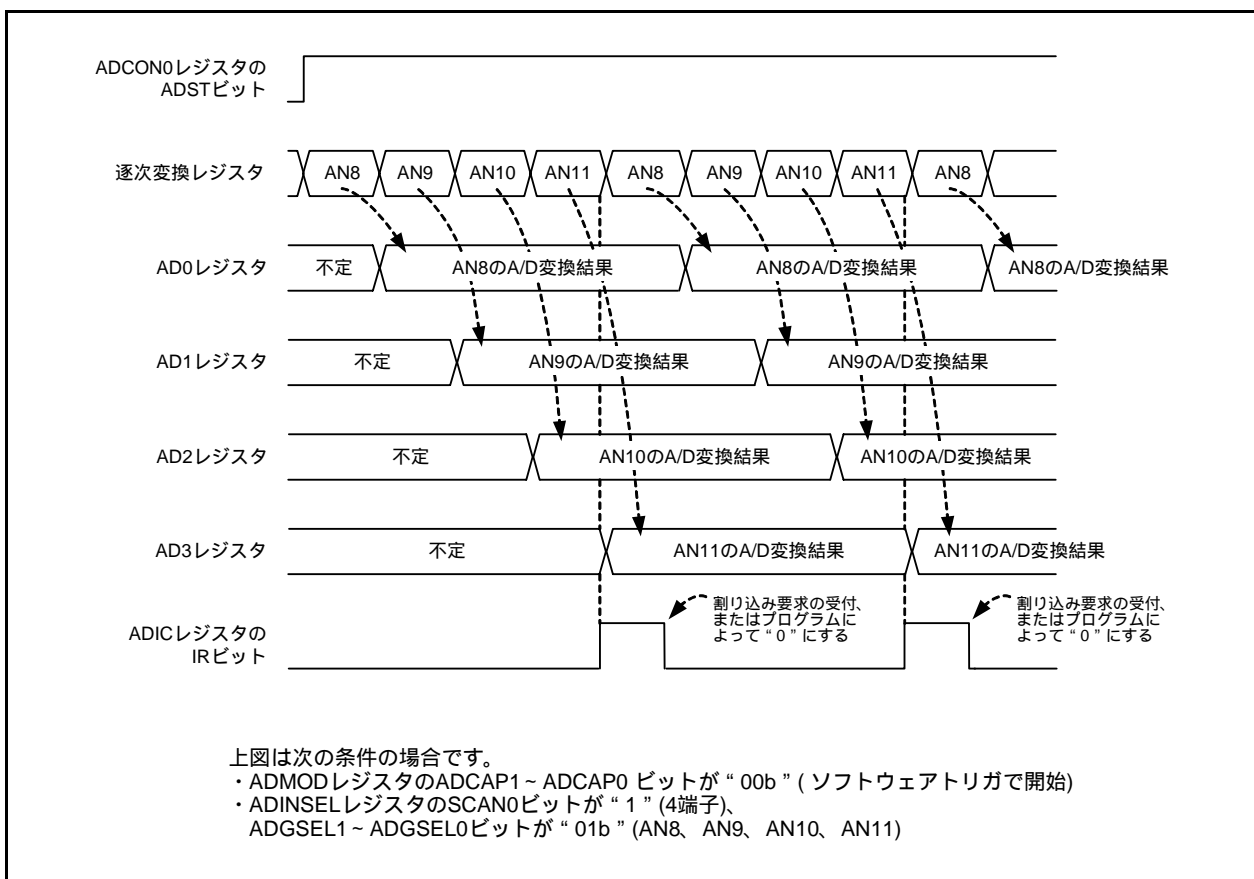 ADCON0レジスタの
ADSTビット
逐次変換レジスタ
AN8 AN9 AN10 AN11 AN8 AN9 AN10 AN11 AN8
AD0レジスタ
不定 AN8のA/D変換結果 AN8のA/D変換結果 AN8のA/D変換結果
AD1レジスタ
不定 AN9のA/D変換結果 AN9のA/D変換結果
AD2レジスタ
不定 AN10のA/D変換結果 AN10のA/D変換結果
AD3レジスタ
不定 AN11のA/D変換結果 AN11のA/D変換結果
ADICレジスタの
IRビット
割り込み要求の受付、
またはプログラムに
よって“0”にする
割り込み要求の受付、
またはプログラムに
よって“0”にする
上図は次の条件の場合です。
・ADMODレジスタのADCAP1~ADCAP0 ビットが“00b”(ソフトウェアトリガで開始)
・ADINSELレジスタのSCAN0ビットが“1”(4端子)、
ADGSEL1~ADGSEL0ビットが“01b”(AN8、AN9、AN10、AN11)